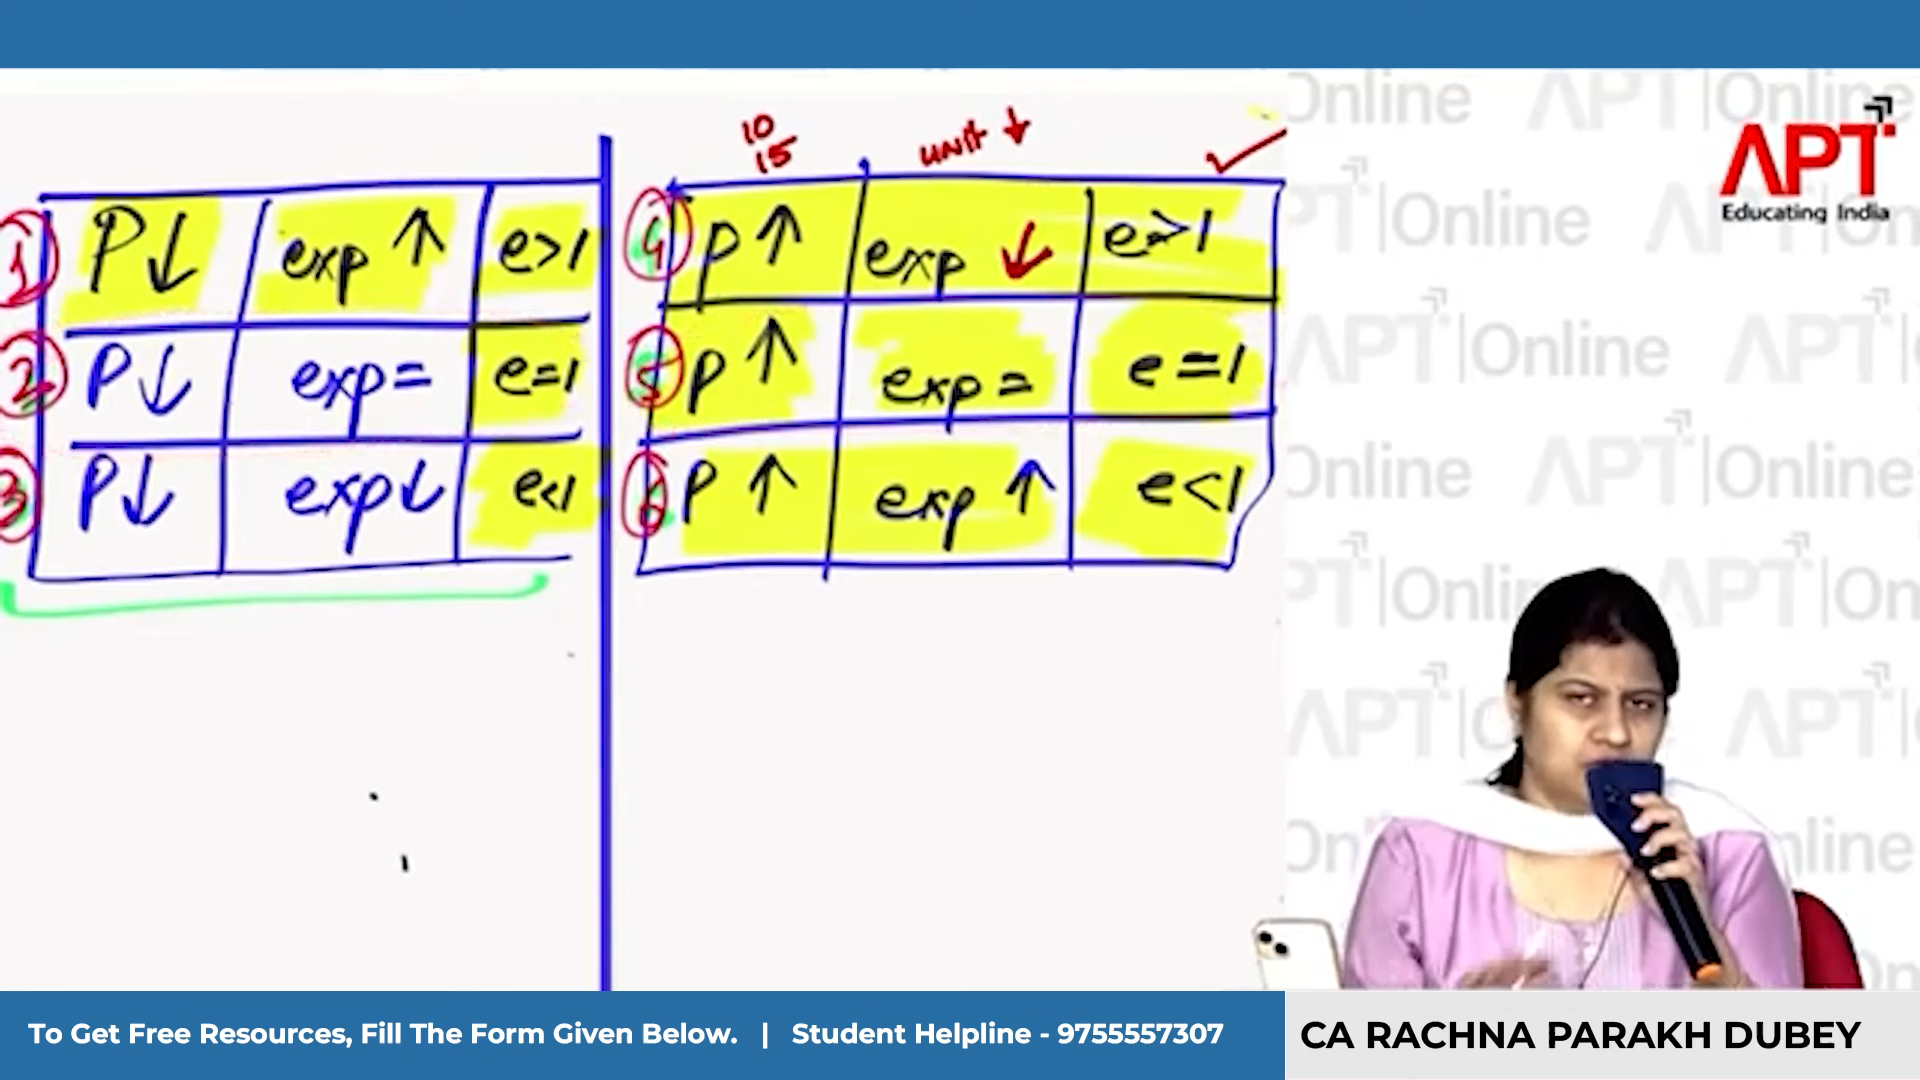 APT
Educating India
10
15
unit ↓
✓
① P↓ exp ↑ e>1
② P↓ exp= e=1
③ P↓ exp↓ e<1
④ p↑ exp ↓ e>1
⑤ p↑ exp = e=1
⑥ P↑ exp ↑ e<1
APT|Online
To Get Free Resources, Fill The Form Given Below. | Student Helpline - 9755557307
CA RACHNA PARAKH DUBEY